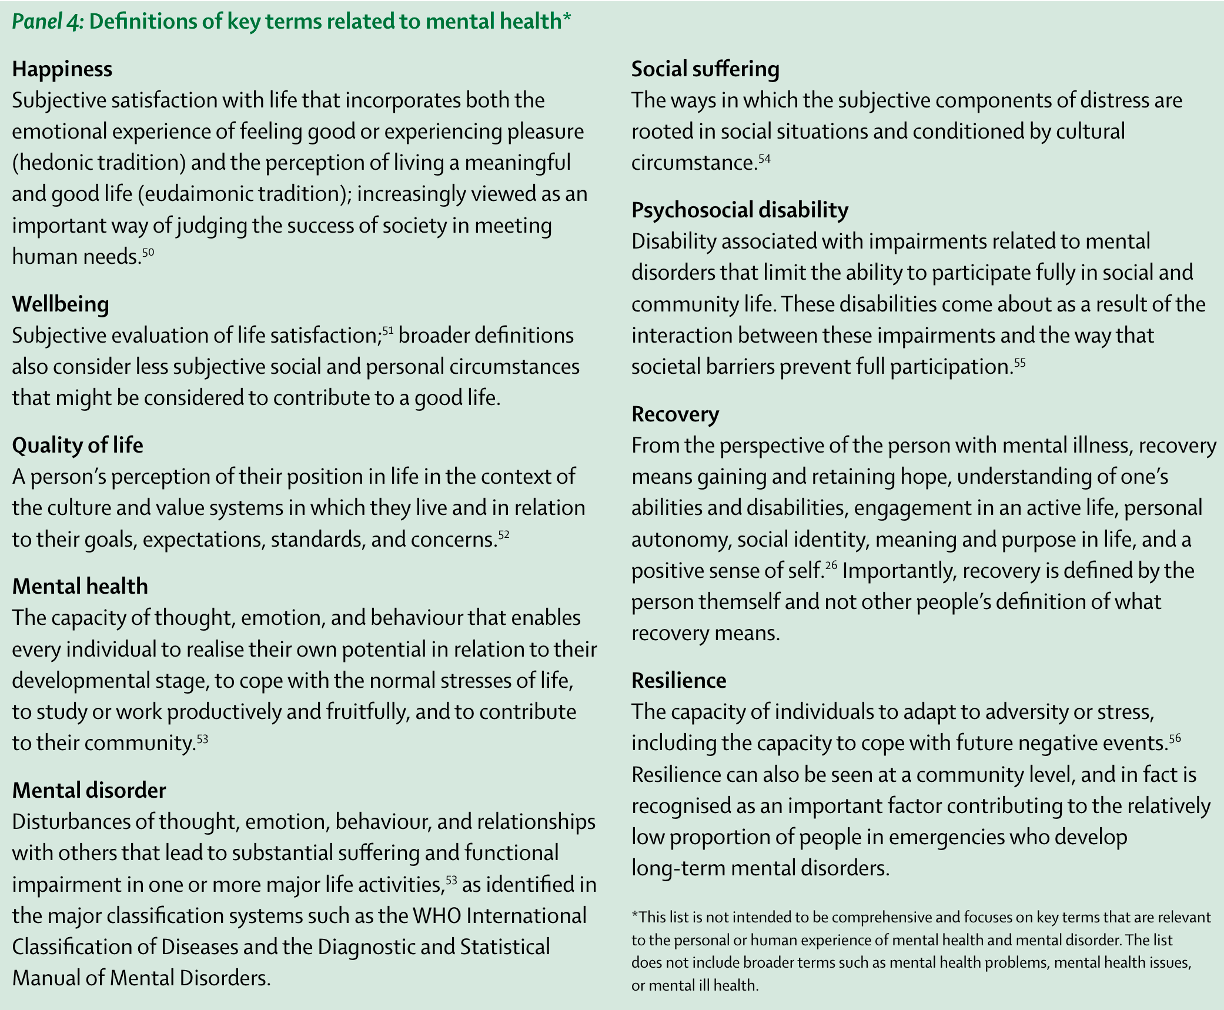 Panel 4: Definitions of key terms related to mental health*
Happiness
Subjective satisfaction with life that incorporates both the
emotional experience of feeling good or experiencing pleasure
(hedonic tradition) and the perception of living a meaningful
and good life (eudaimonic tradition); increasingly viewed as an
important way of judging the success of society in meeting
human needs.50
Wellbeing
Subjective evaluation of life satisfaction;51 broader definitions
also consider less subjective social and personal circumstances
that might be considered to contribute to a good life.
Quality of life
A person’s perception of their position in life in the context of
the culture and value systems in which they live and in relation
to their goals, expectations, standards, and concerns.52
Mental health
The capacity of thought, emotion, and behaviour that enables
every individual to realise their own potential in relation to their
developmental stage, to cope with the normal stresses of life,
to study or work productively and fruitfully, and to contribute
to their community.53
Mental disorder
Disturbances of thought, emotion, behaviour, and relationships
with others that lead to substantial suffering and functional
impairment in one or more major life activities,53 as identified in
the major classification systems such as the WHO International
Classification of Diseases and the Diagnostic and Statistical
Manual of Mental Disorders.
Social suffering
The ways in which the subjective components of distress are
rooted in social situations and conditioned by cultural
circumstance.54
Psychosocial disability
Disability associated with impairments related to mental
disorders that limit the ability to participate fully in social and
community life. These disabilities come about as a result of the
interaction between these impairments and the way that
societal barriers prevent full participation.55
Recovery
From the perspective of the person with mental illness, recovery
means gaining and retaining hope, understanding of one’s
abilities and disabilities, engagement in an active life, personal
autonomy, social identity, meaning and purpose in life, and a
positive sense of self.26 Importantly, recovery is defined by the
person themself and not other people’s definition of what
recovery means.
Resilience
The capacity of individuals to adapt to adversity or stress,
including the capacity to cope with future negative events.56
Resilience can also be seen at a community level, and in fact is
recognised as an important factor contributing to the relatively
low proportion of people in emergencies who develop
long-term mental disorders.
*This list is not intended to be comprehensive and focuses on key terms that are relevant
to the personal or human experience of mental health and mental disorder. The list
does not include broader terms such as mental health problems, mental health issues,
or mental ill health.